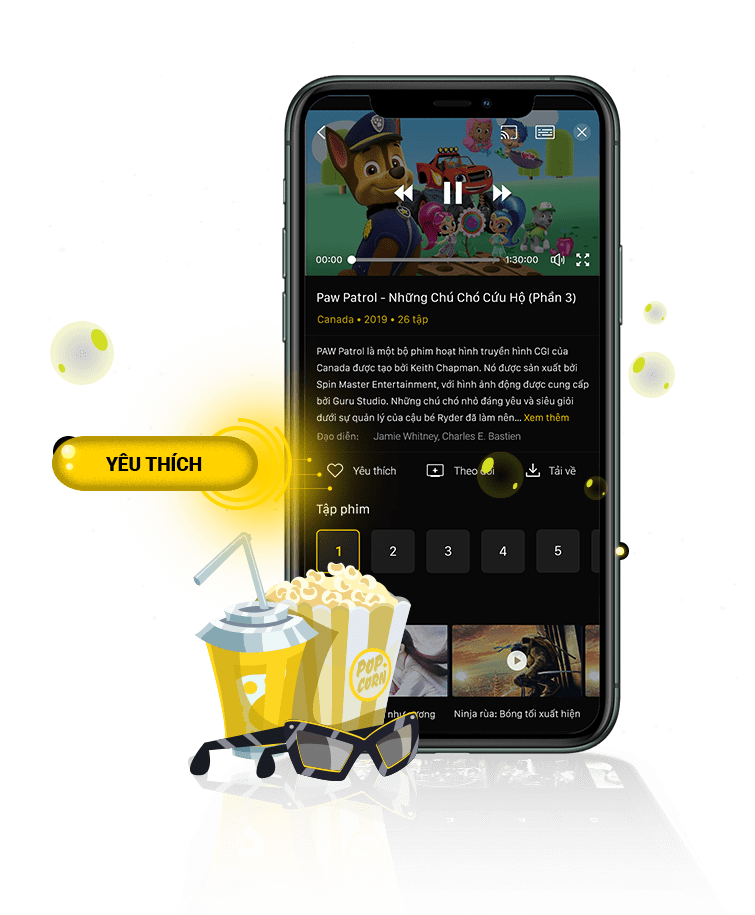 00:00
1:30:00
Paw Patrol - Những Chú Chó Cứu Hộ (Phần 3)
Canada • 2019 • 26 tập
PAW Patrol là một bộ phim hoạt hình truyền hình CGI của
Canada được tạo bởi Keith Chapman. Nó được sản xuất bởi
Spin Master Entertainment, với hình ảnh động được cung cấp
bởi Guru Studio. Những chú chó nhỏ đáng yêu và siêu giỏi
dưới sự quản lý của cậu bé Ryder đã làm nên... Xem thêm
Đạo diễn: Jamie Whitney, Charles E. Bastien
YÊU THÍCH
Yêu thích Theo dõi Tải về
Tập phim
1 2 3 4 5
POP
CORN
như Ninja rùa: Bóng tối xuất hiện